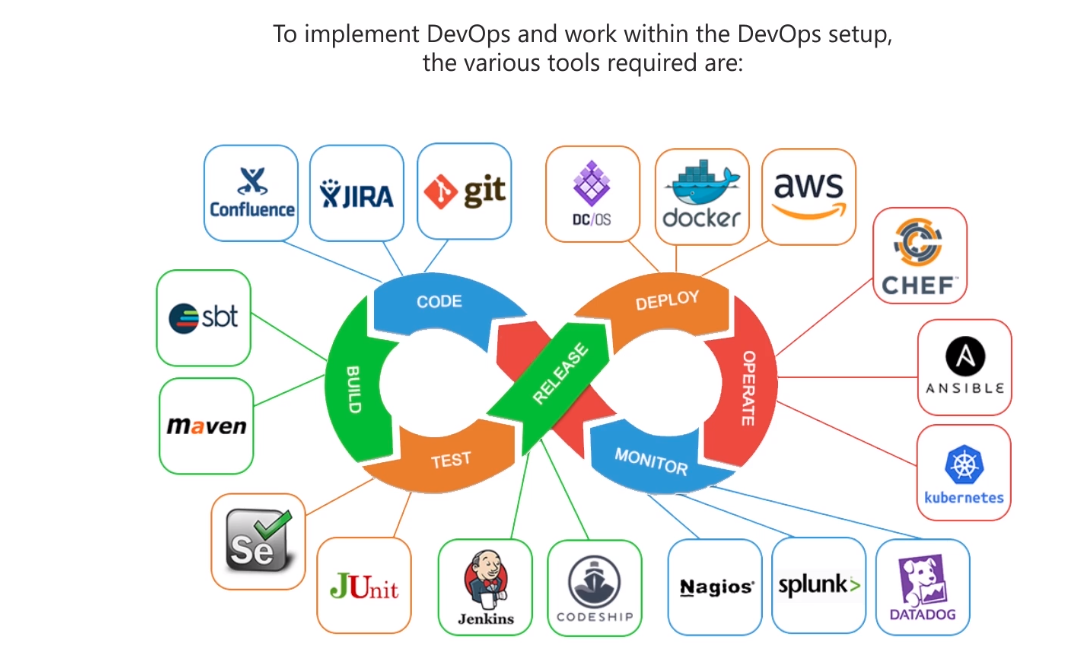 To implement DevOps and work within the DevOps setup,
the various tools required are:
Confluence
JIRA
git
DC/OS
docker
aws
CHEF™
sbt
CODE
DEPLOY
BUILD
RELEASE
OPERATE
ANSIBLE
maven
TEST
MONITOR
kubernetes
Se
JUnit
Jenkins
CODESHIP
Nagios®
splunk>
DATADOG